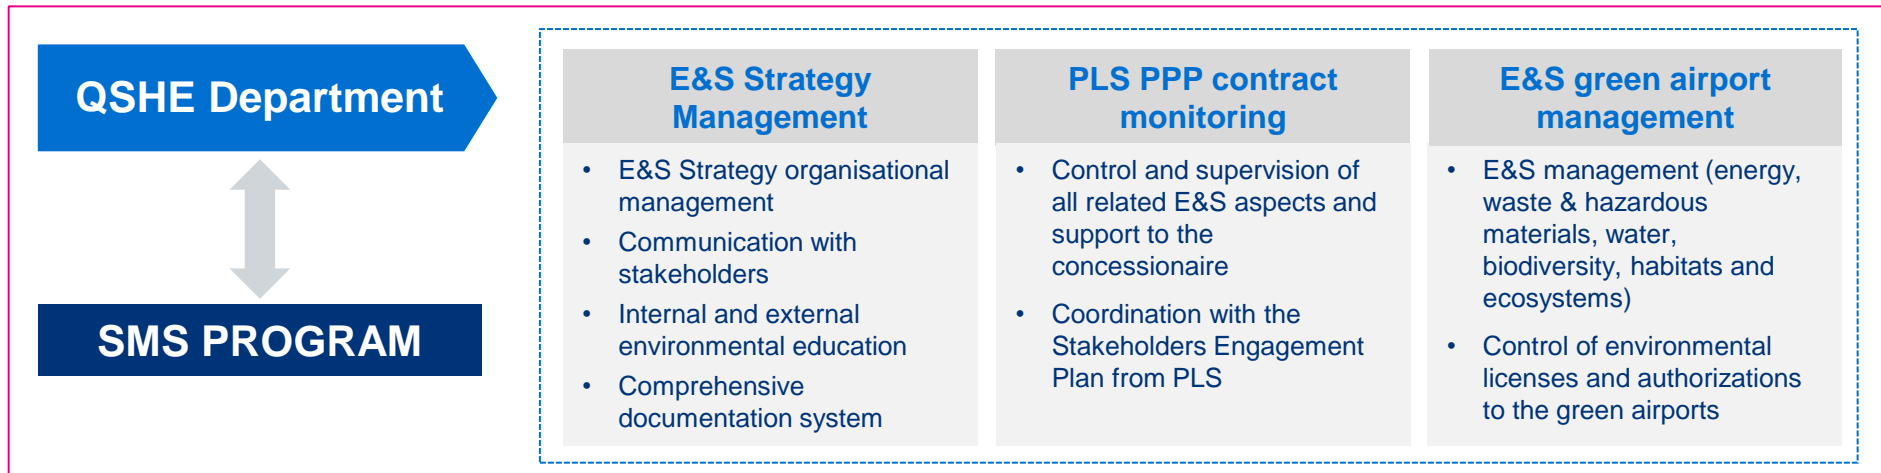 QSHE Department
SMS PROGRAM
E&S Strategy
Management
• E&S Strategy organisational
management
• Communication with
stakeholders
• Internal and external
environmental education
• Comprehensive
documentation system
PLS PPP contract
monitoring
• Control and supervision of
all related E&S aspects and
support to the
concessionaire
• Coordination with the
Stakeholders Engagement
Plan from PLS
E&S green airport
management
• E&S management (energy,
waste & hazardous
materials, water,
biodiversity, habitats and
ecosystems)
• Control of environmental
licenses and authorizations
to the green airports